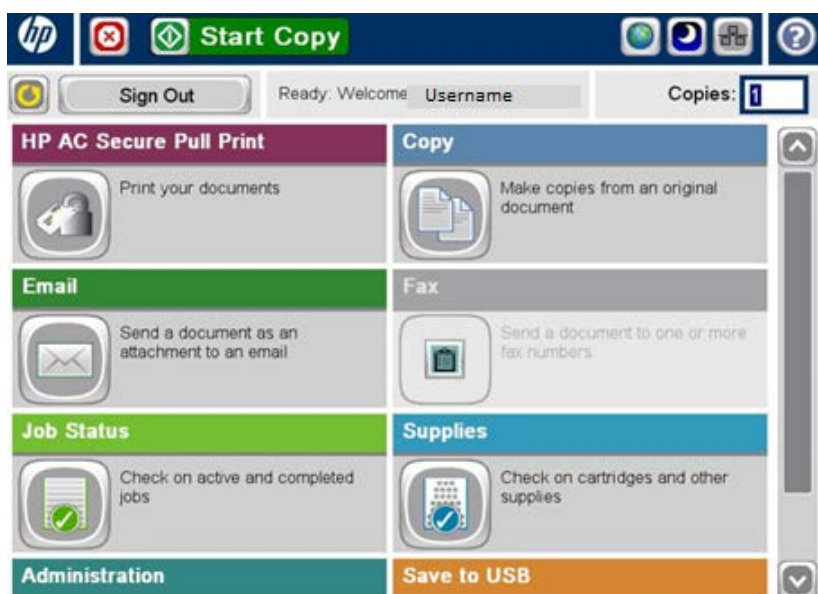 hp Start Copy ?
Sign Out Ready: Welcome Username Copies: 1
HP AC Secure Pull Print
Print your documents
Copy
Make copies from an original
document
Email
Send a document as an
attachment to an email
Fax
Send a document to one or more
fax numbers
Job Status
Check on active and completed
jobs
Supplies
Check on cartridges and other
supplies
Administration
Save to USB